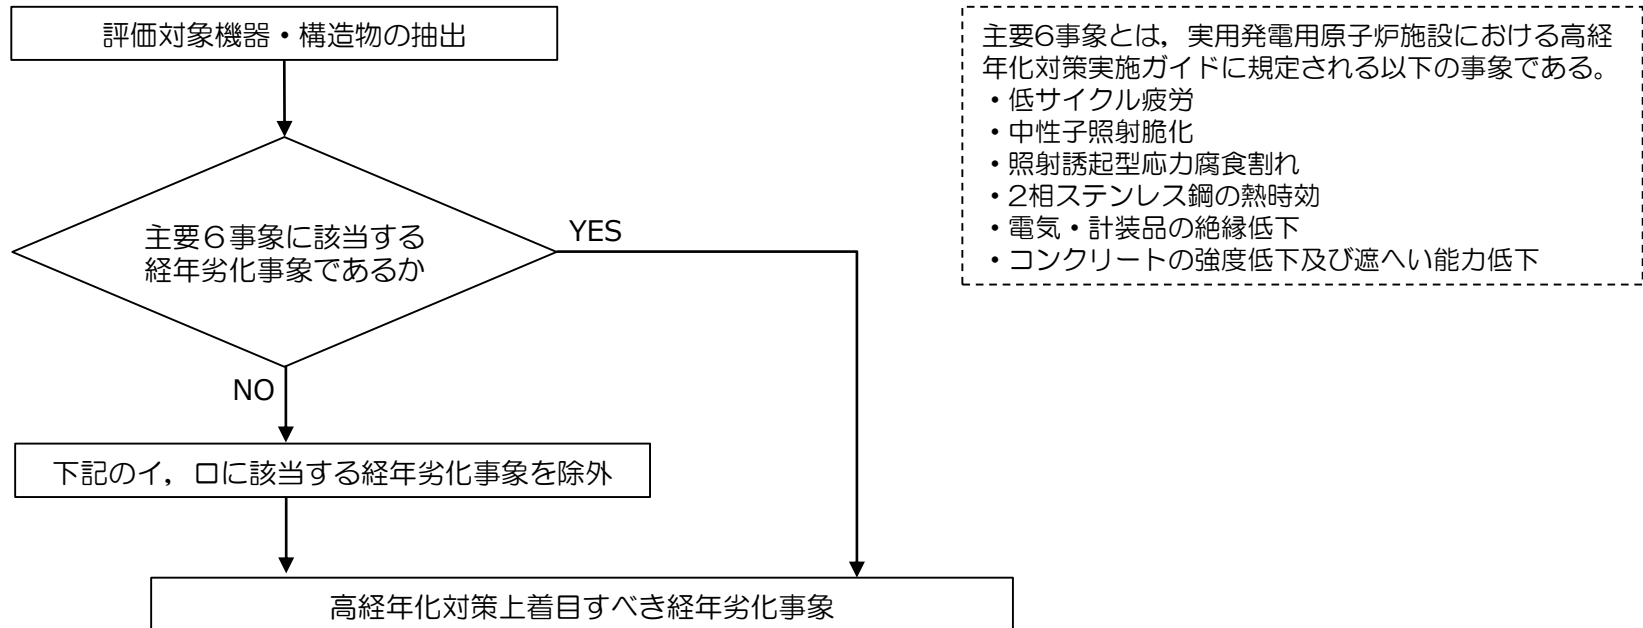 評価対象機器・構造物の抽出
主要6事象とは，実用発電用原子炉施設における高経
年化対策実施ガイドに規定される以下の事象である。
・低サイクル疲労
・中性子照射脆化
・照射誘起型応力腐食割れ
・2相ステンレス鋼の熱時効
・電気・計装品の絶縁低下
・コンクリートの強度低下及び遮へい能力低下
主要６事象に該当する
経年劣化事象であるか
YES
NO
下記のイ，ロに該当する経年劣化事象を除外
高経年化対策上着目すべき経年劣化事象